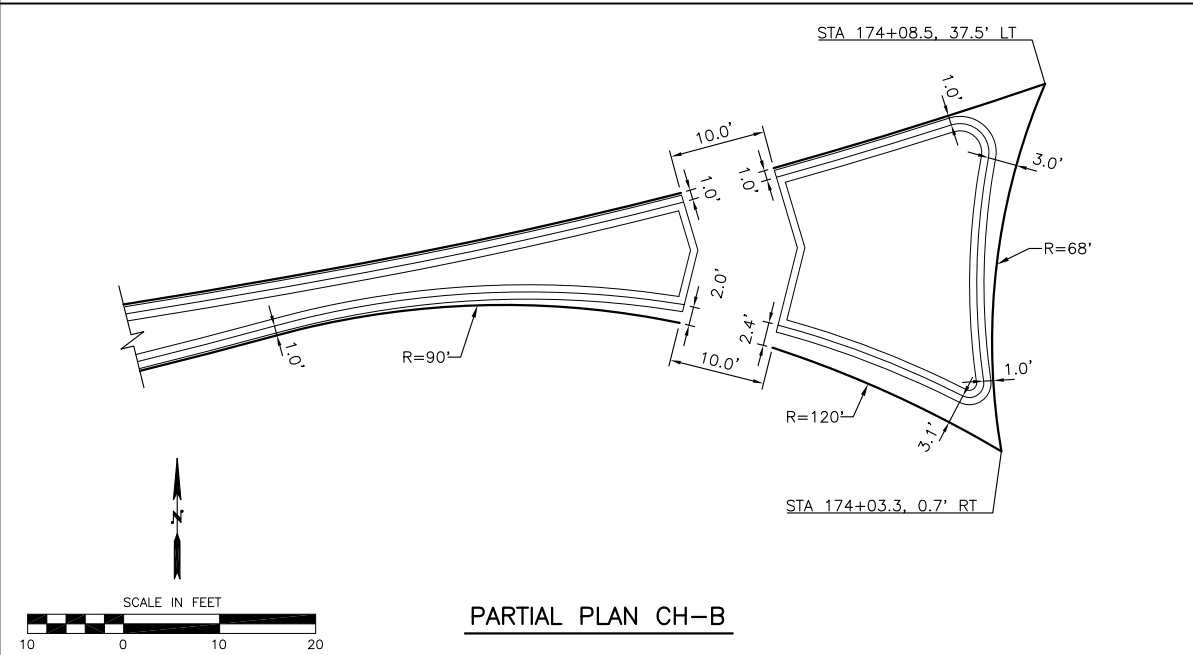 STA 174+08.5, 37.5' LT
1.0'
10.0'
1.0'
1.0'
3.0'
R=68'
2.0'
2.4'
1.0'
R=90'
10.0'
1.0'
R=120'
3.1'
STA 174+03.3, 0.7' RT
N
SCALE IN FEET
10 0 10 20
PARTIAL PLAN CH-B